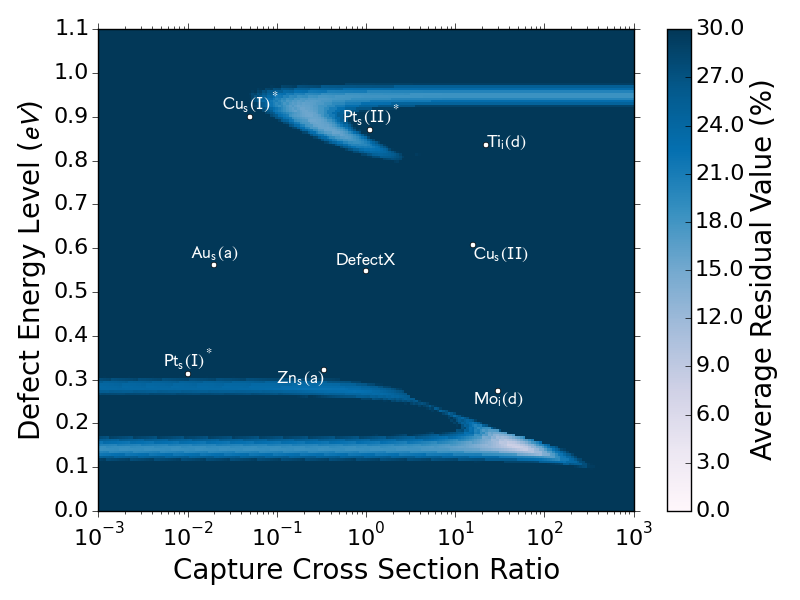 1.1
1.0
0.9
0.8
0.7
0.6
0.5
0.4
0.3
0.2
0.1
0.0
Defect Energy Level (eV)
Cuₛ(I)*
Ptₛ(II)*
Tiᵢ(d)
Auₛ(a)
DefectX
Cuₛ(II)
Ptₛ(I)*
Znₛ(a)
Moᵢ(d)
10⁻³ 10⁻² 10⁻¹ 10⁰ 10¹ 10² 10³
Capture Cross Section Ratio
30.0
27.0
24.0
21.0
18.0
15.0
12.0
9.0
6.0
3.0
0.0
Average Residual Value (%)